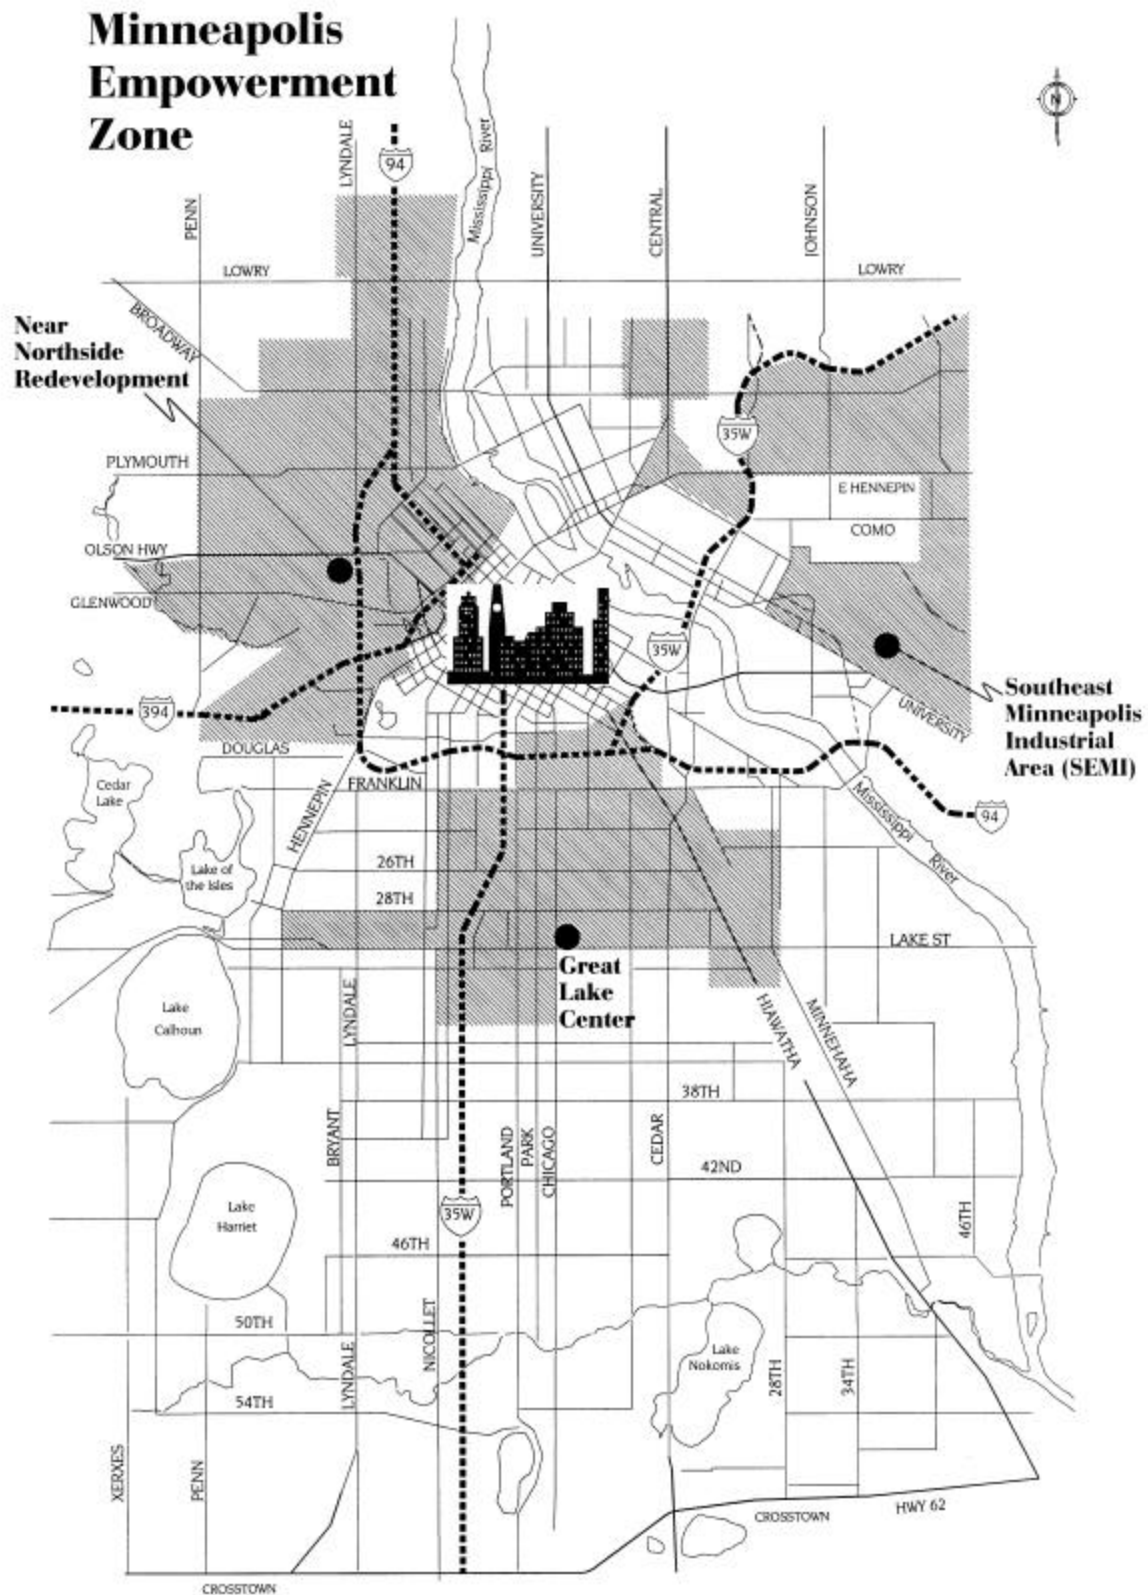 Minneapolis
Empowerment
Zone
N
LYNDALE
94
Mississippi River
UNIVERSITY
CENTRAL
JOHNSON
PENN
LOWRY
LOWRY
BROADWAY
Near
Northside
Redevelopment
35W
PLYMOUTH
E HENNEPIN
COMO
OLSON HWY
GLENWOOD
35W
394
UNIVERSITY
Southeast
Minneapolis
Industrial
Area (SEMI)
DOUGLAS
FRANKLIN
HENNEPIN
Cedar
Lake
Mississippi River
94
Lake of
the Isles
26TH
28TH
LAKE ST
Great
Lake
Center
Lake
Calhoun
LYNDALE
HIAWATHA
MINNEHAHA
38TH
BRYANT
PORTLAND
PARK
CHICAGO
CEDAR
42ND
Lake
Harriet
35W
46TH
46TH
50TH
NICOLLET
LYNDALE
Lake
Nokomis
28TH
34TH
54TH
XERXES
PENN
HWY 62
CROSSTOWN
CROSSTOWN